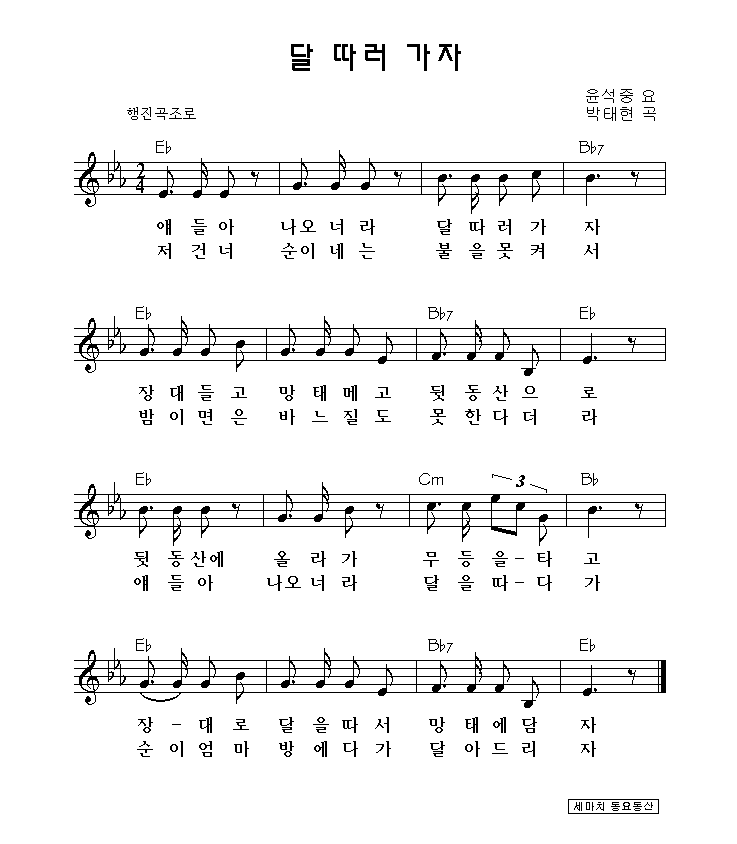 달 따러 가자
윤석중 요
행진곡조로
박태현 곡
E♭ B♭7
2/4
얘 들 아 나오 너 라 달 따 러 가 자
저 건 너 순이 네 는 불 을 못 켜 서
E♭ B♭7 E♭
장 대 들 고 망 태 메 고 뒷 동 산 으 로
밤 이 면 은 바 느 질 도 못 한 다 더 라
E♭ Cm 3 B♭
뒷 동 산에 올 라 가 무 등 을 - 타 고
얘 들 아 나오 너 라 달 을 따 - 다 가
E♭ B♭7 E♭
장 - 대 로 달 을 따 서 망 태 에 담 자
순 이 엄 마 방 에 다 가 달 아 드 리 자
세마치 동요동산